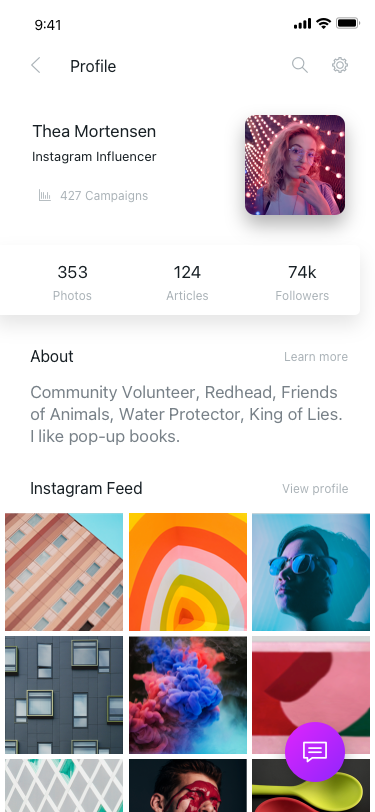 9:41
Profile
Thea Mortensen
Instagram Influencer
427 Campaigns
353
124
74k
Photos
Articles
Followers
About
Learn more
Community Volunteer, Redhead, Friends
of Animals, Water Protector, King of Lies.
I like pop-up books.
Instagram Feed
View profile